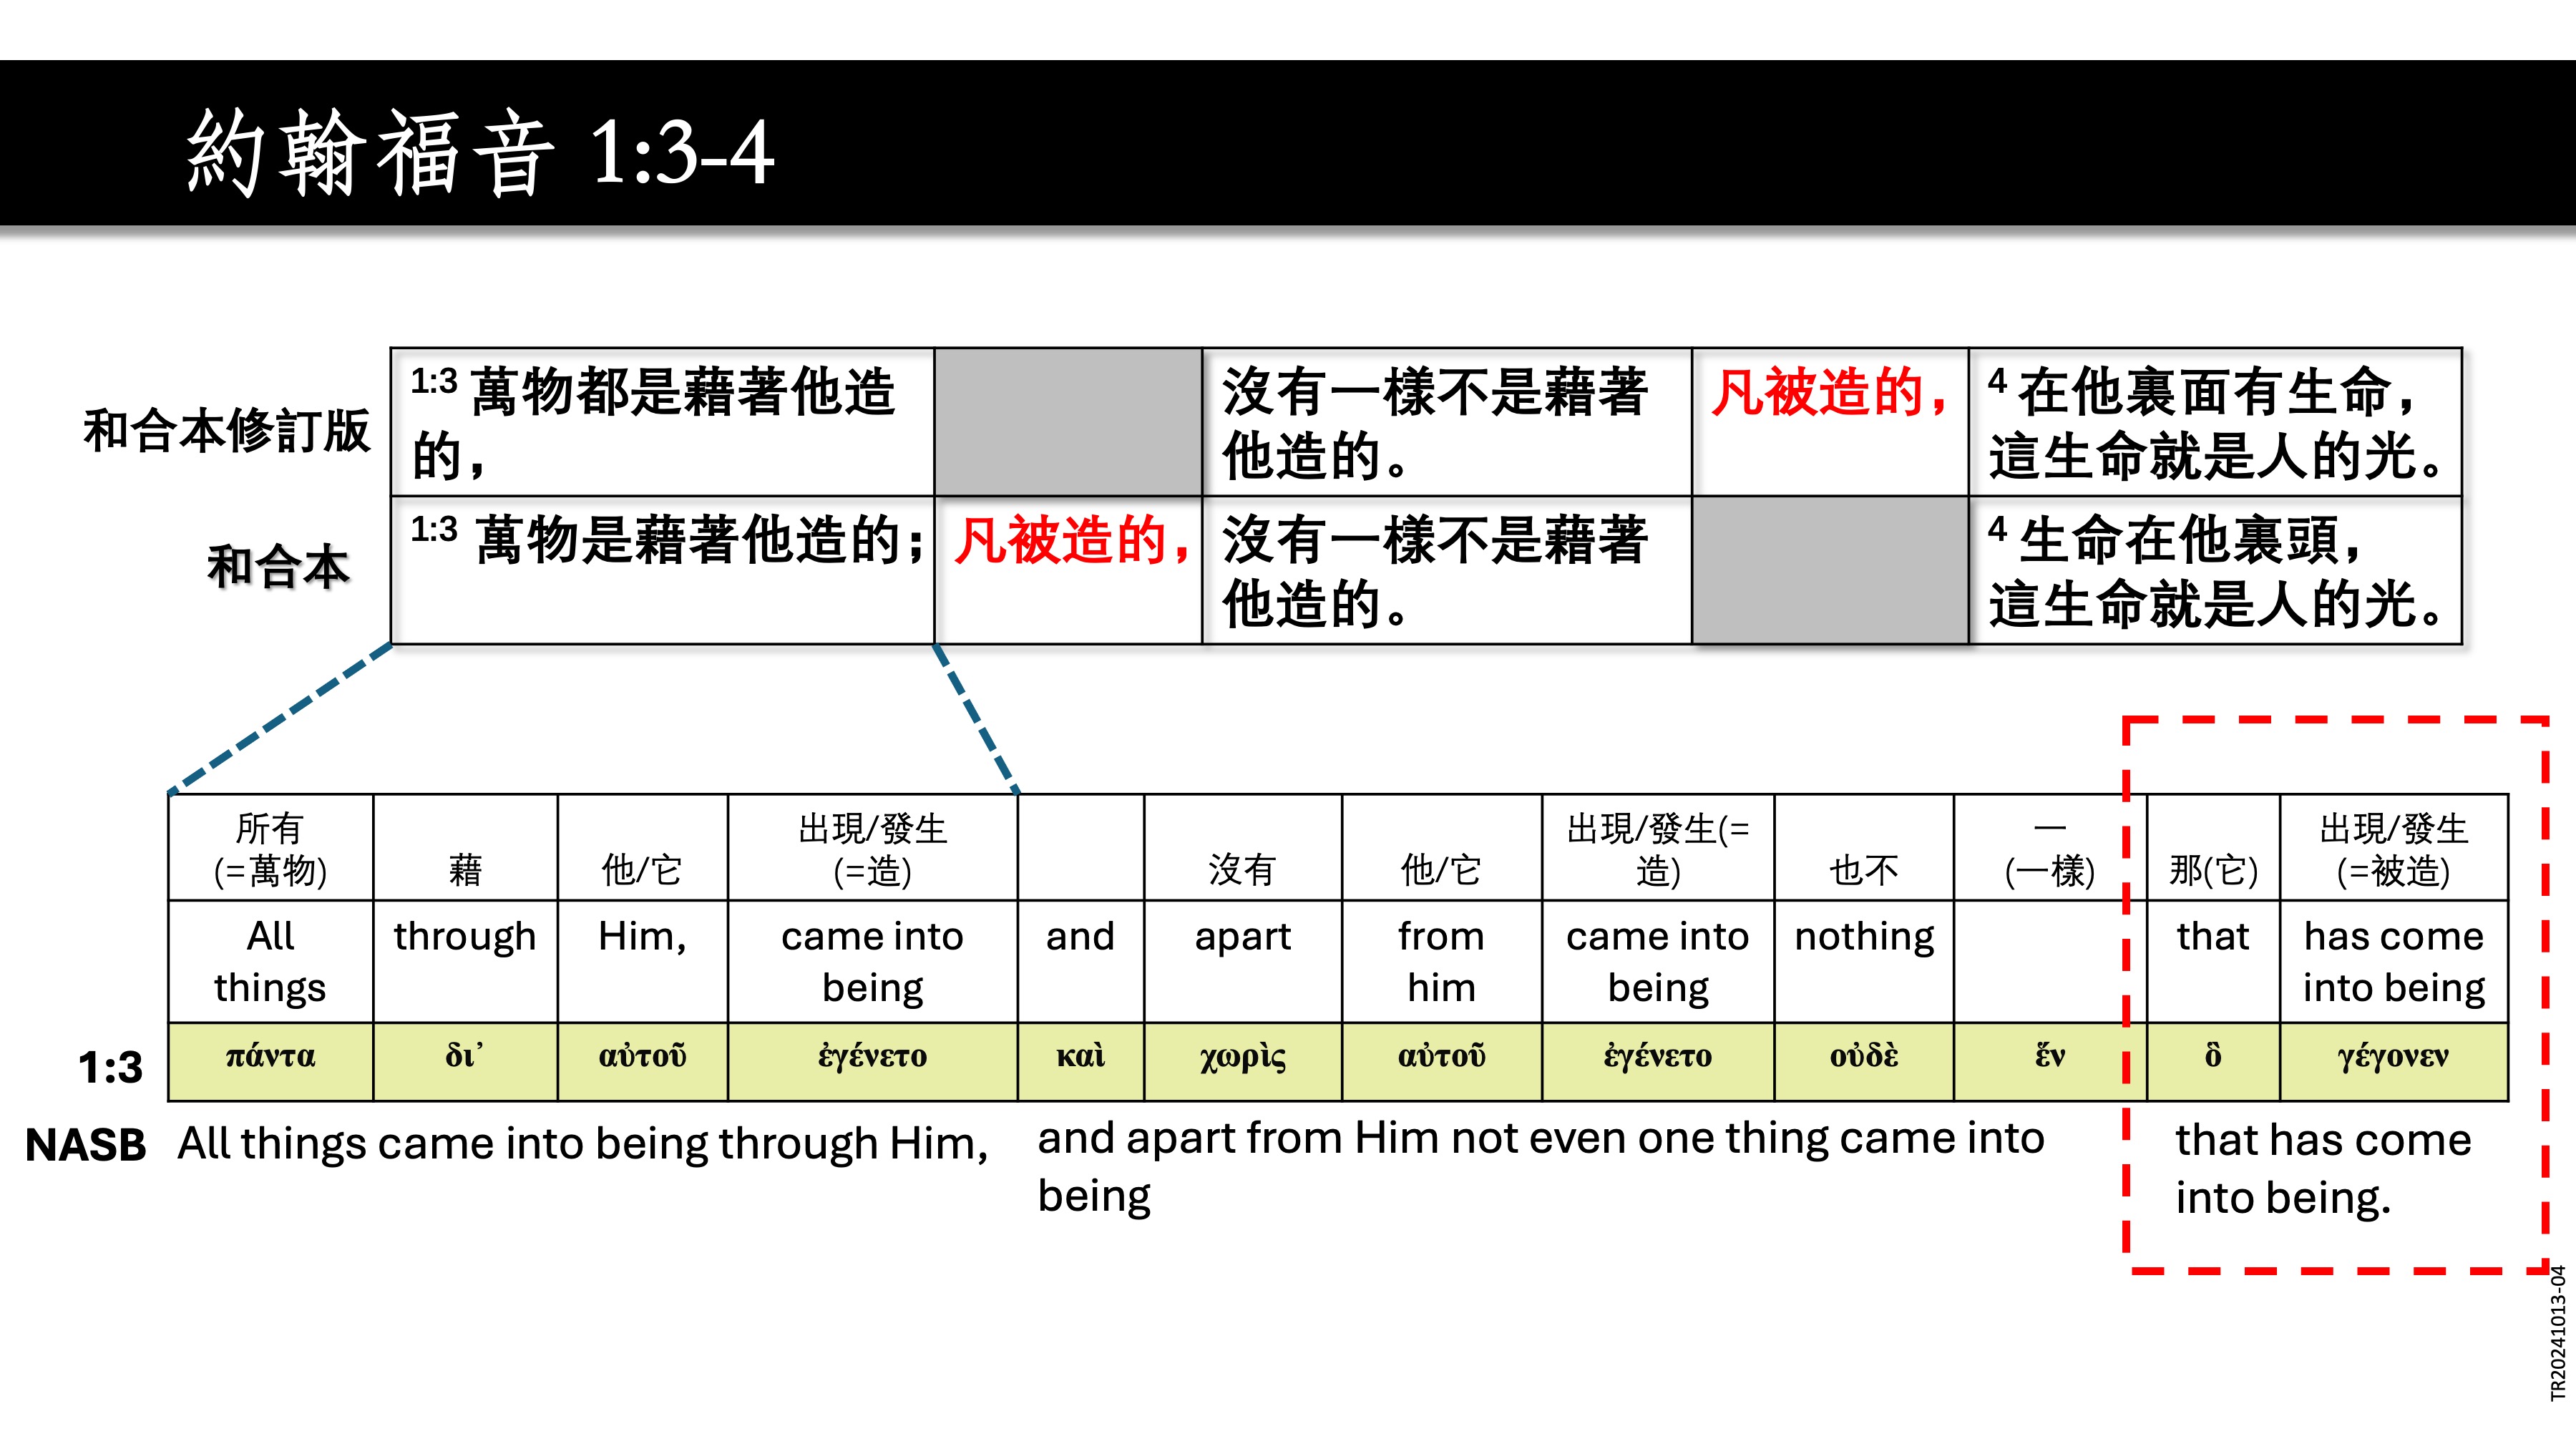 約翰福音 1:3-4
和合本修訂版
1:3 萬物都是藉著他造
的，
沒有一樣不是藉著
他造的。
凡被造的，
4 在他裏面有生命，
這生命就是人的光。
和合本
1:3 萬物是藉著他造的；
凡被造的，
沒有一樣不是藉著
他造的。
4 生命在他裏頭，
這生命就是人的光。
所有
(=萬物)
藉
他/它
出現/發生
(=造)
沒有
他/它
出現/發生(=
造)
也不
一
(一樣)
那(它)
出現/發生
(=被造)
All
things
through
Him,
came into
being
and
apart
from
him
came into
being
nothing
that
has come
into being
1:3
πάντα
δι᾽
αὐτοῦ
ἐγένετο
καὶ
χωρὶς
αὐτοῦ
ἐγένετο
οὐδὲ
ἕν
ὃ
γέγονεν
NASB
All things came into being through Him,
and apart from Him not even one thing came into
being
that has come
into being.
TR20241013-04